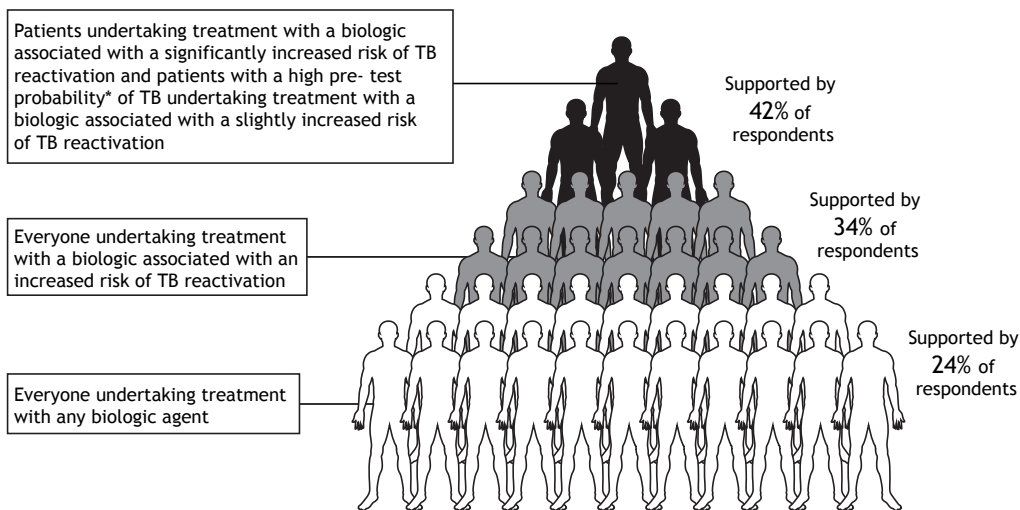 Patients undertaking treatment with a biologic
associated with a significantly increased risk of TB
reactivation and patients with a high pre- test
probability* of TB undertaking treatment with a
biologic associated with a slightly increased risk
of TB reactivation
Supported by
42% of
respondents
Everyone undertaking treatment
with a biologic associated with an
increased risk of TB reactivation
Supported by
34% of
respondents
Everyone undertaking treatment
with any biologic agent
Supported by
24% of
respondents